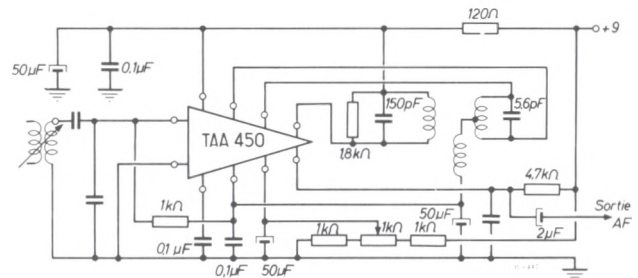 120Ω
+9
50µF
0,1µF
150pF
5,6pF
TAA 450
1,8kΩ
4,7kΩ
Sortie
AF
1kΩ
50µF
2µF
1kΩ
1kΩ
1kΩ
0,1µF
0,1µF
50µF